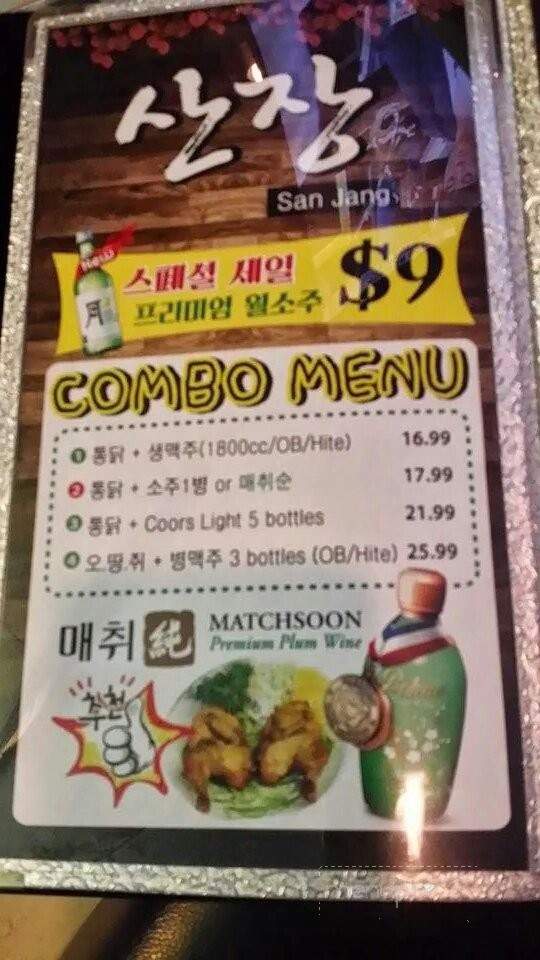 산장
San Jang
New
스페셜 세일
프리미엄 월소주
$9
COMBO MENU
1 통닭 + 생맥주(1800cc/OB/Hite) 16.99
2 통닭 + 소주1병 or 매취순 17.99
3 통닭 + Coors Light 5 bottles 21.99
4 오.땅.쥐 + 병맥주 3 bottles (OB/Hite) 25.99
매취 純
MATCHSOON
Premium Plum Wine
추천